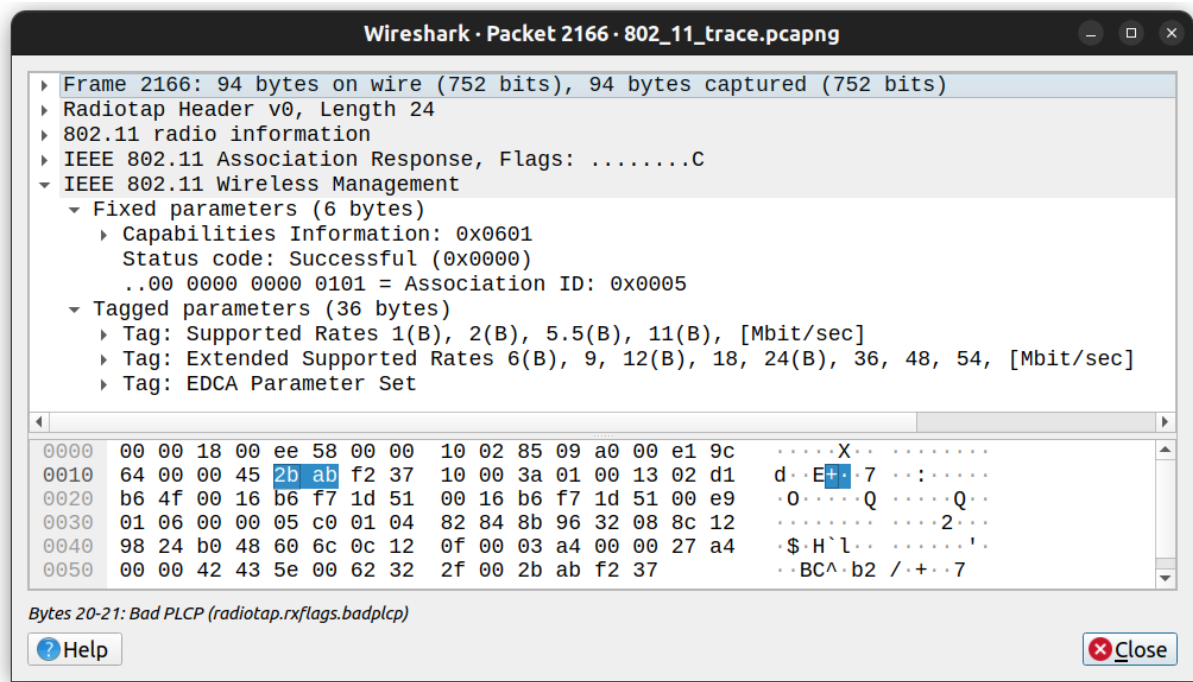 Wireshark · Packet 2166 · 802_11_trace.pcapng
Frame 2166: 94 bytes on wire (752 bits), 94 bytes captured (752 bits)
Radiotap Header v0, Length 24
802.11 radio information
IEEE 802.11 Association Response, Flags: ........C
IEEE 802.11 Wireless Management
Fixed parameters (6 bytes)
Capabilities Information: 0x0601
Status code: Successful (0x0000)
..00 0000 0000 0101 = Association ID: 0x0005
Tagged parameters (36 bytes)
Tag: Supported Rates 1(B), 2(B), 5.5(B), 11(B), [Mbit/sec]
Tag: Extended Supported Rates 6(B), 9, 12(B), 18, 24(B), 36, 48, 54, [Mbit/sec]
Tag: EDCA Parameter Set
0000 00 00 18 00 ee 58 00 00 10 02 85 09 a0 00 e1 9c ·····X·· ········
0010 64 00 00 45 2b ab f2 37 10 00 3a 01 00 13 02 d1 d··E+··7 ··:·····
0020 b6 4f 00 16 b6 f7 1d 51 00 16 b6 f7 1d 51 00 e9 ·O·····Q ·····Q··
0030 01 06 00 00 05 c0 01 04 82 84 8b 96 32 08 8c 12 ········ ····2···
0040 98 24 b0 48 60 6c 0c 12 0f 00 03 a4 00 00 27 a4 ·$·H`l·· ······'·
0050 00 00 42 43 5e 00 62 32 2f 00 2b ab f2 37 ··BC^·b2 /·+··7
Bytes 20-21: Bad PLCP (radiotap.rxflags.badplcp)
Help
Close